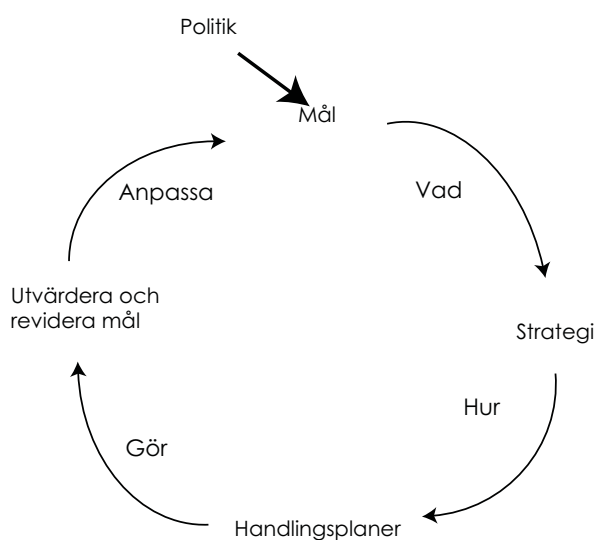 Politik
Mål
Vad
Anpassa
Utvärdera och
revidera mål
Strategi
Hur
Gör
Handlingsplaner